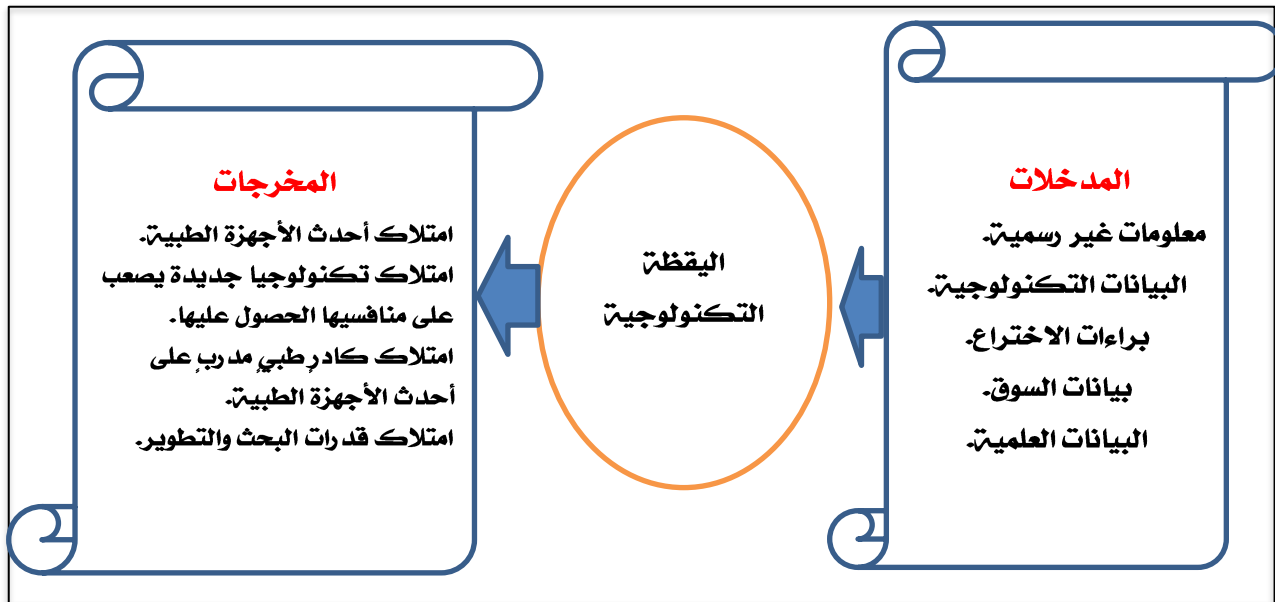 المدخلات
معلومات غير رسمية.
البيانات التكنولوجية.
براءات الاختراع.
بيانات السوق.
البيانات العلمية.
اليقظة
التكنولوجية
المخرجات
امتلاك أحدث الأجهزة الطبية.
امتلاك تكنولوجيا جديدة يصعب
على منافسيها الحصول عليها.
امتلاك كادرٍ طبيٍ مدربٍ على
أحدث الأجهزة الطبية.
امتلاك قدرات البحث والتطوير.